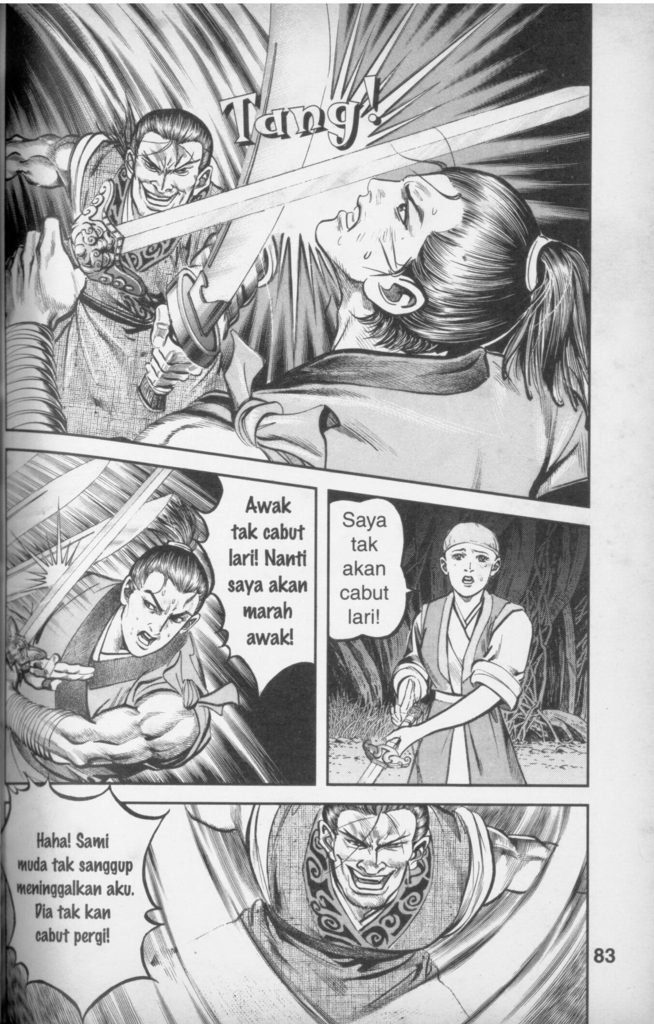 Tang!
Awak
tak cabut
lari! Nanti
saya akan
marah
awak!
Saya
tak
akan
cabut
lari!
Haha! Sami
muda tak sanggup
meninggalkan aku.
Dia tak kan
cabut pergi!
83